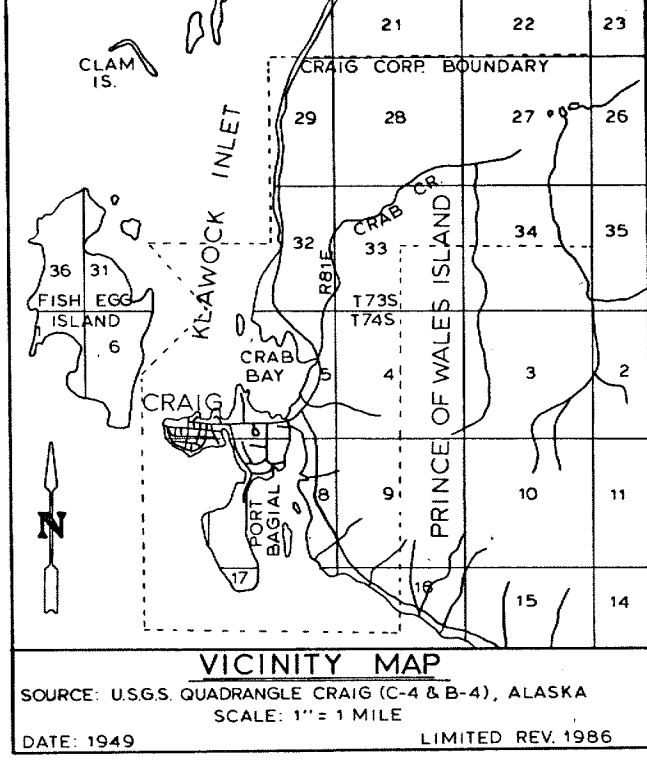 21 22 23
CLAM
IS.
CRAIG CORP. BOUNDARY
29 28 27 26
KLAWOCK INLET
CRAB CR.
PRINCE OF WALES ISLAND
32 33 34 35
R81E
36 31
FISH EGG
ISLAND
6
T73S
T74S
CRAB
BAY
5 4 3 2
CRAIG
8 9 10 11
N
PORT
BAGIAL
17 16 15 14
VICINITY MAP
SOURCE: U.S.G.S. QUADRANGLE CRAIG (C-4 & B-4), ALASKA
SCALE: 1" = 1 MILE
DATE: 1949 LIMITED REV. 1986